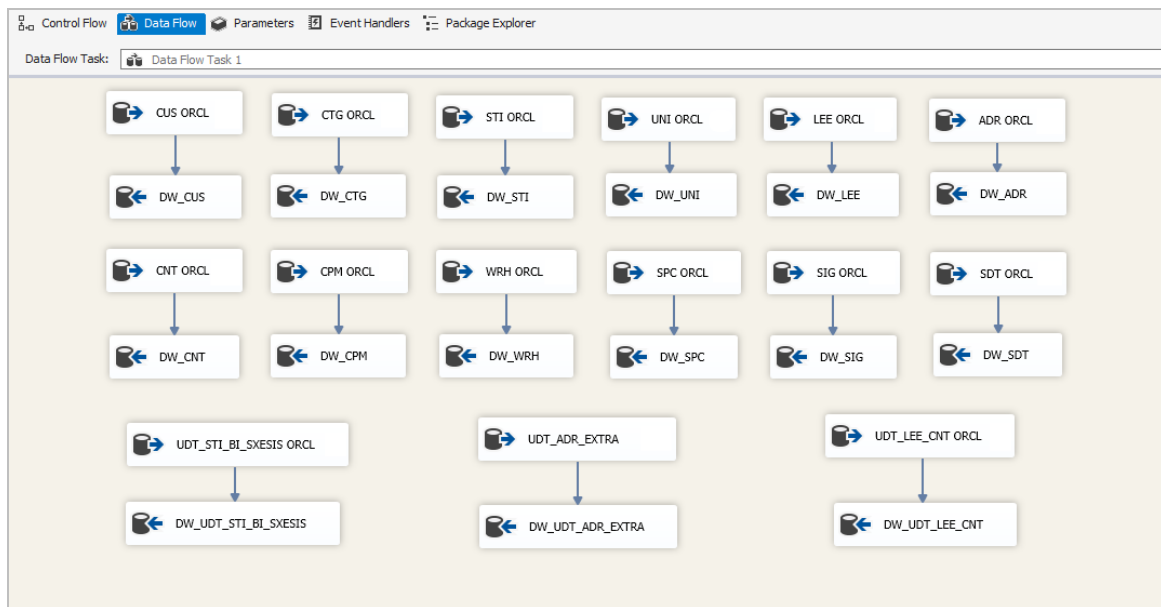 Control Flow Data Flow Parameters Event Handlers Package Explorer
Data Flow Task: Data Flow Task 1
CUS ORCL CTG ORCL STI ORCL UNI ORCL LEE ORCL ADR ORCL
DW_CUS DW_CTG DW_STI DW_UNI DW_LEE DW_ADR
CNT ORCL CPM ORCL WRH ORCL SPC ORCL SIG ORCL SDT ORCL
DW_CNT DW_CPM DW_WRH DW_SPC DW_SIG DW_SDT
UDT_STI_BI_SXESIS ORCL UDT_ADR_EXTRA UDT_LEE_CNT ORCL
DW_UDT_STI_BI_SXESIS DW_UDT_ADR_EXTRA DW_UDT_LEE_CNT